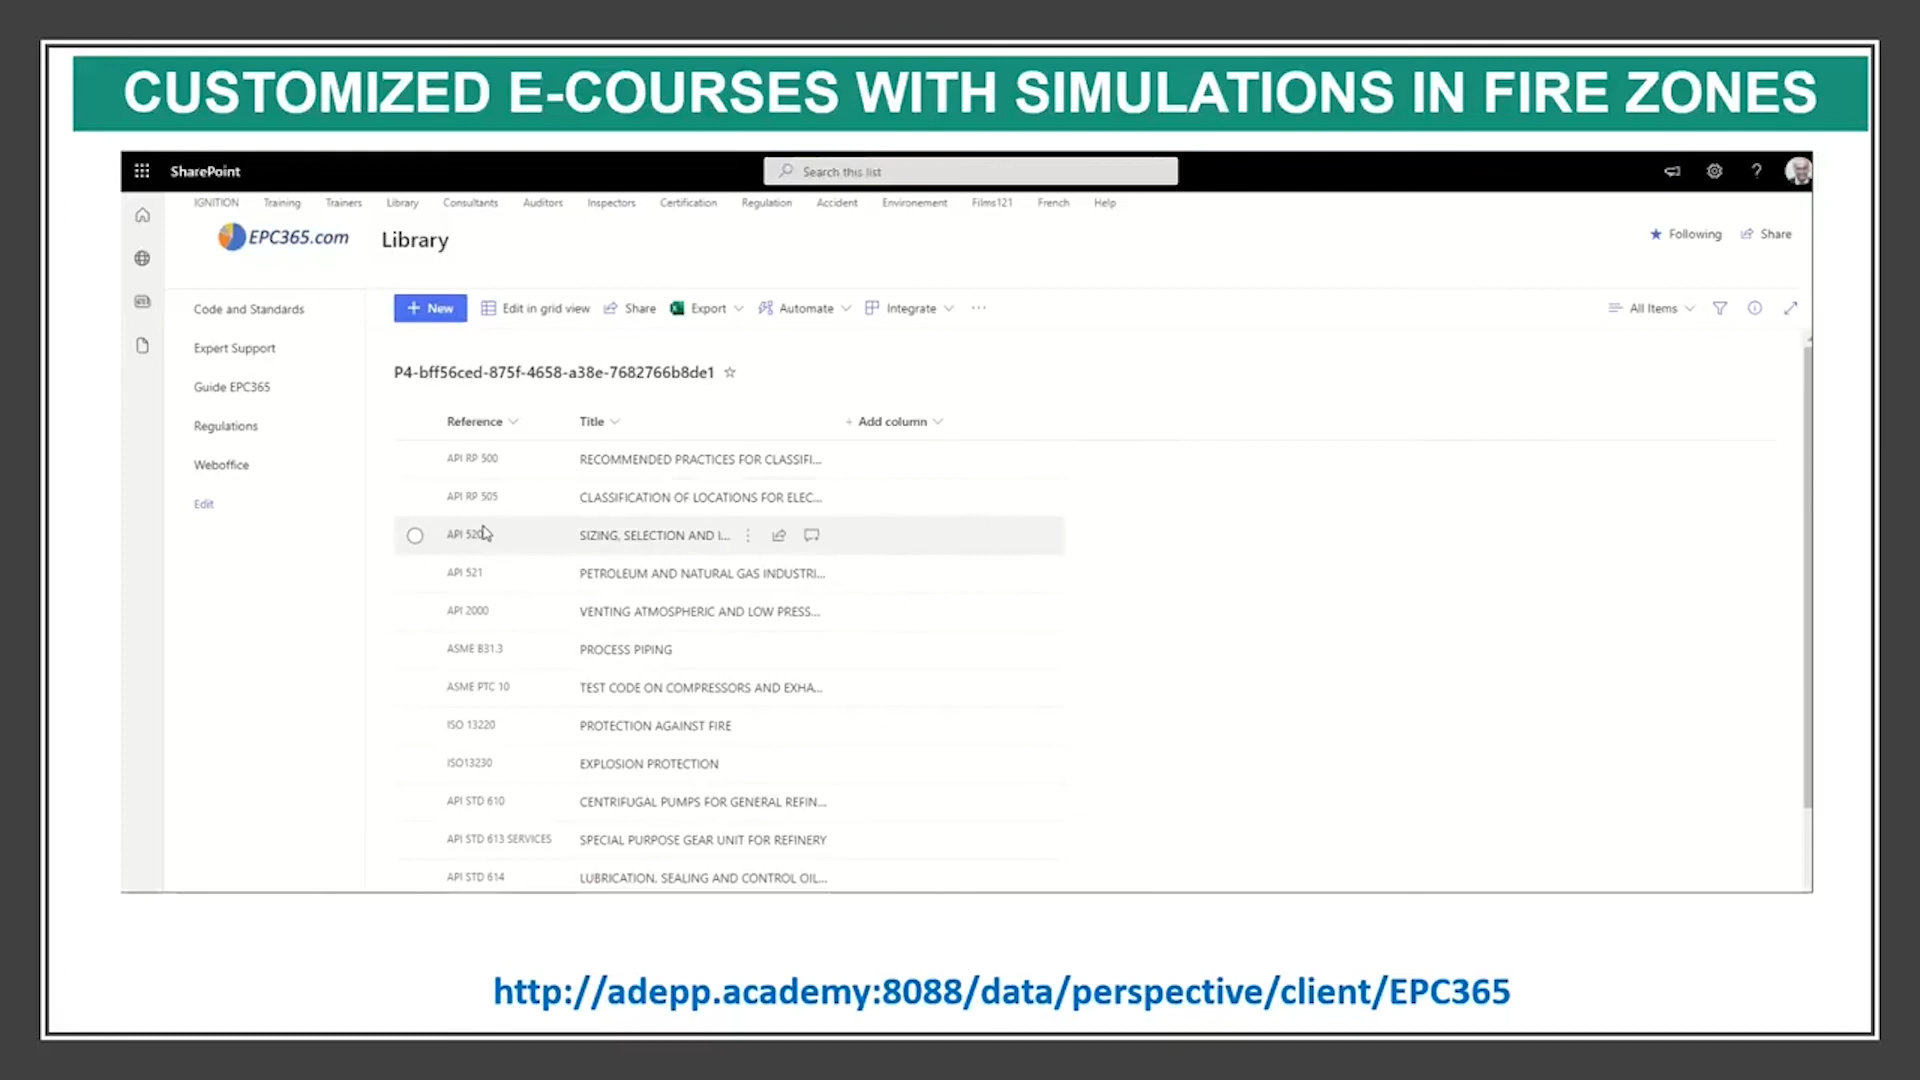 CUSTOMIZED E-COURSES WITH SIMULATIONS IN FIRE ZONES
SharePoint
Search this list
?
IGNITION Training Trainers Library Consultants Auditors Inspectors Certification Regulation Accident Environement Films121 French Help
EPC365.com Library
Following Share
Code and Standards
Expert Support
Guide EPC365
Regulations
Weboffice
Edit
+ New Edit in grid view Share Export Automate Integrate ... All Items
P4-bff56ced-875f-4658-a38e-7682766b8de1
Reference Title + Add column
API RP 500 RECOMMENDED PRACTICES FOR CLASSIFI...
API RP 505 CLASSIFICATION OF LOCATIONS FOR ELEC...
API 520 SIZING, SELECTION AND I...
API 521 PETROLEUM AND NATURAL GAS INDUSTRI...
API 2000 VENTING ATMOSPHERIC AND LOW PRESS...
ASME B31.3 PROCESS PIPING
ASME PTC 10 TEST CODE ON COMPRESSORS AND EXHA...
ISO 13220 PROTECTION AGAINST FIRE
ISO13230 EXPLOSION PROTECTION
API STD 610 CENTRIFUGAL PUMPS FOR GENERAL REFIN...
API STD 613 SERVICES SPECIAL PURPOSE GEAR UNIT FOR REFINERY
API STD 614 LUBRICATION, SEALING AND CONTROL OIL...
http://adepp.academy:8088/data/perspective/client/EPC365